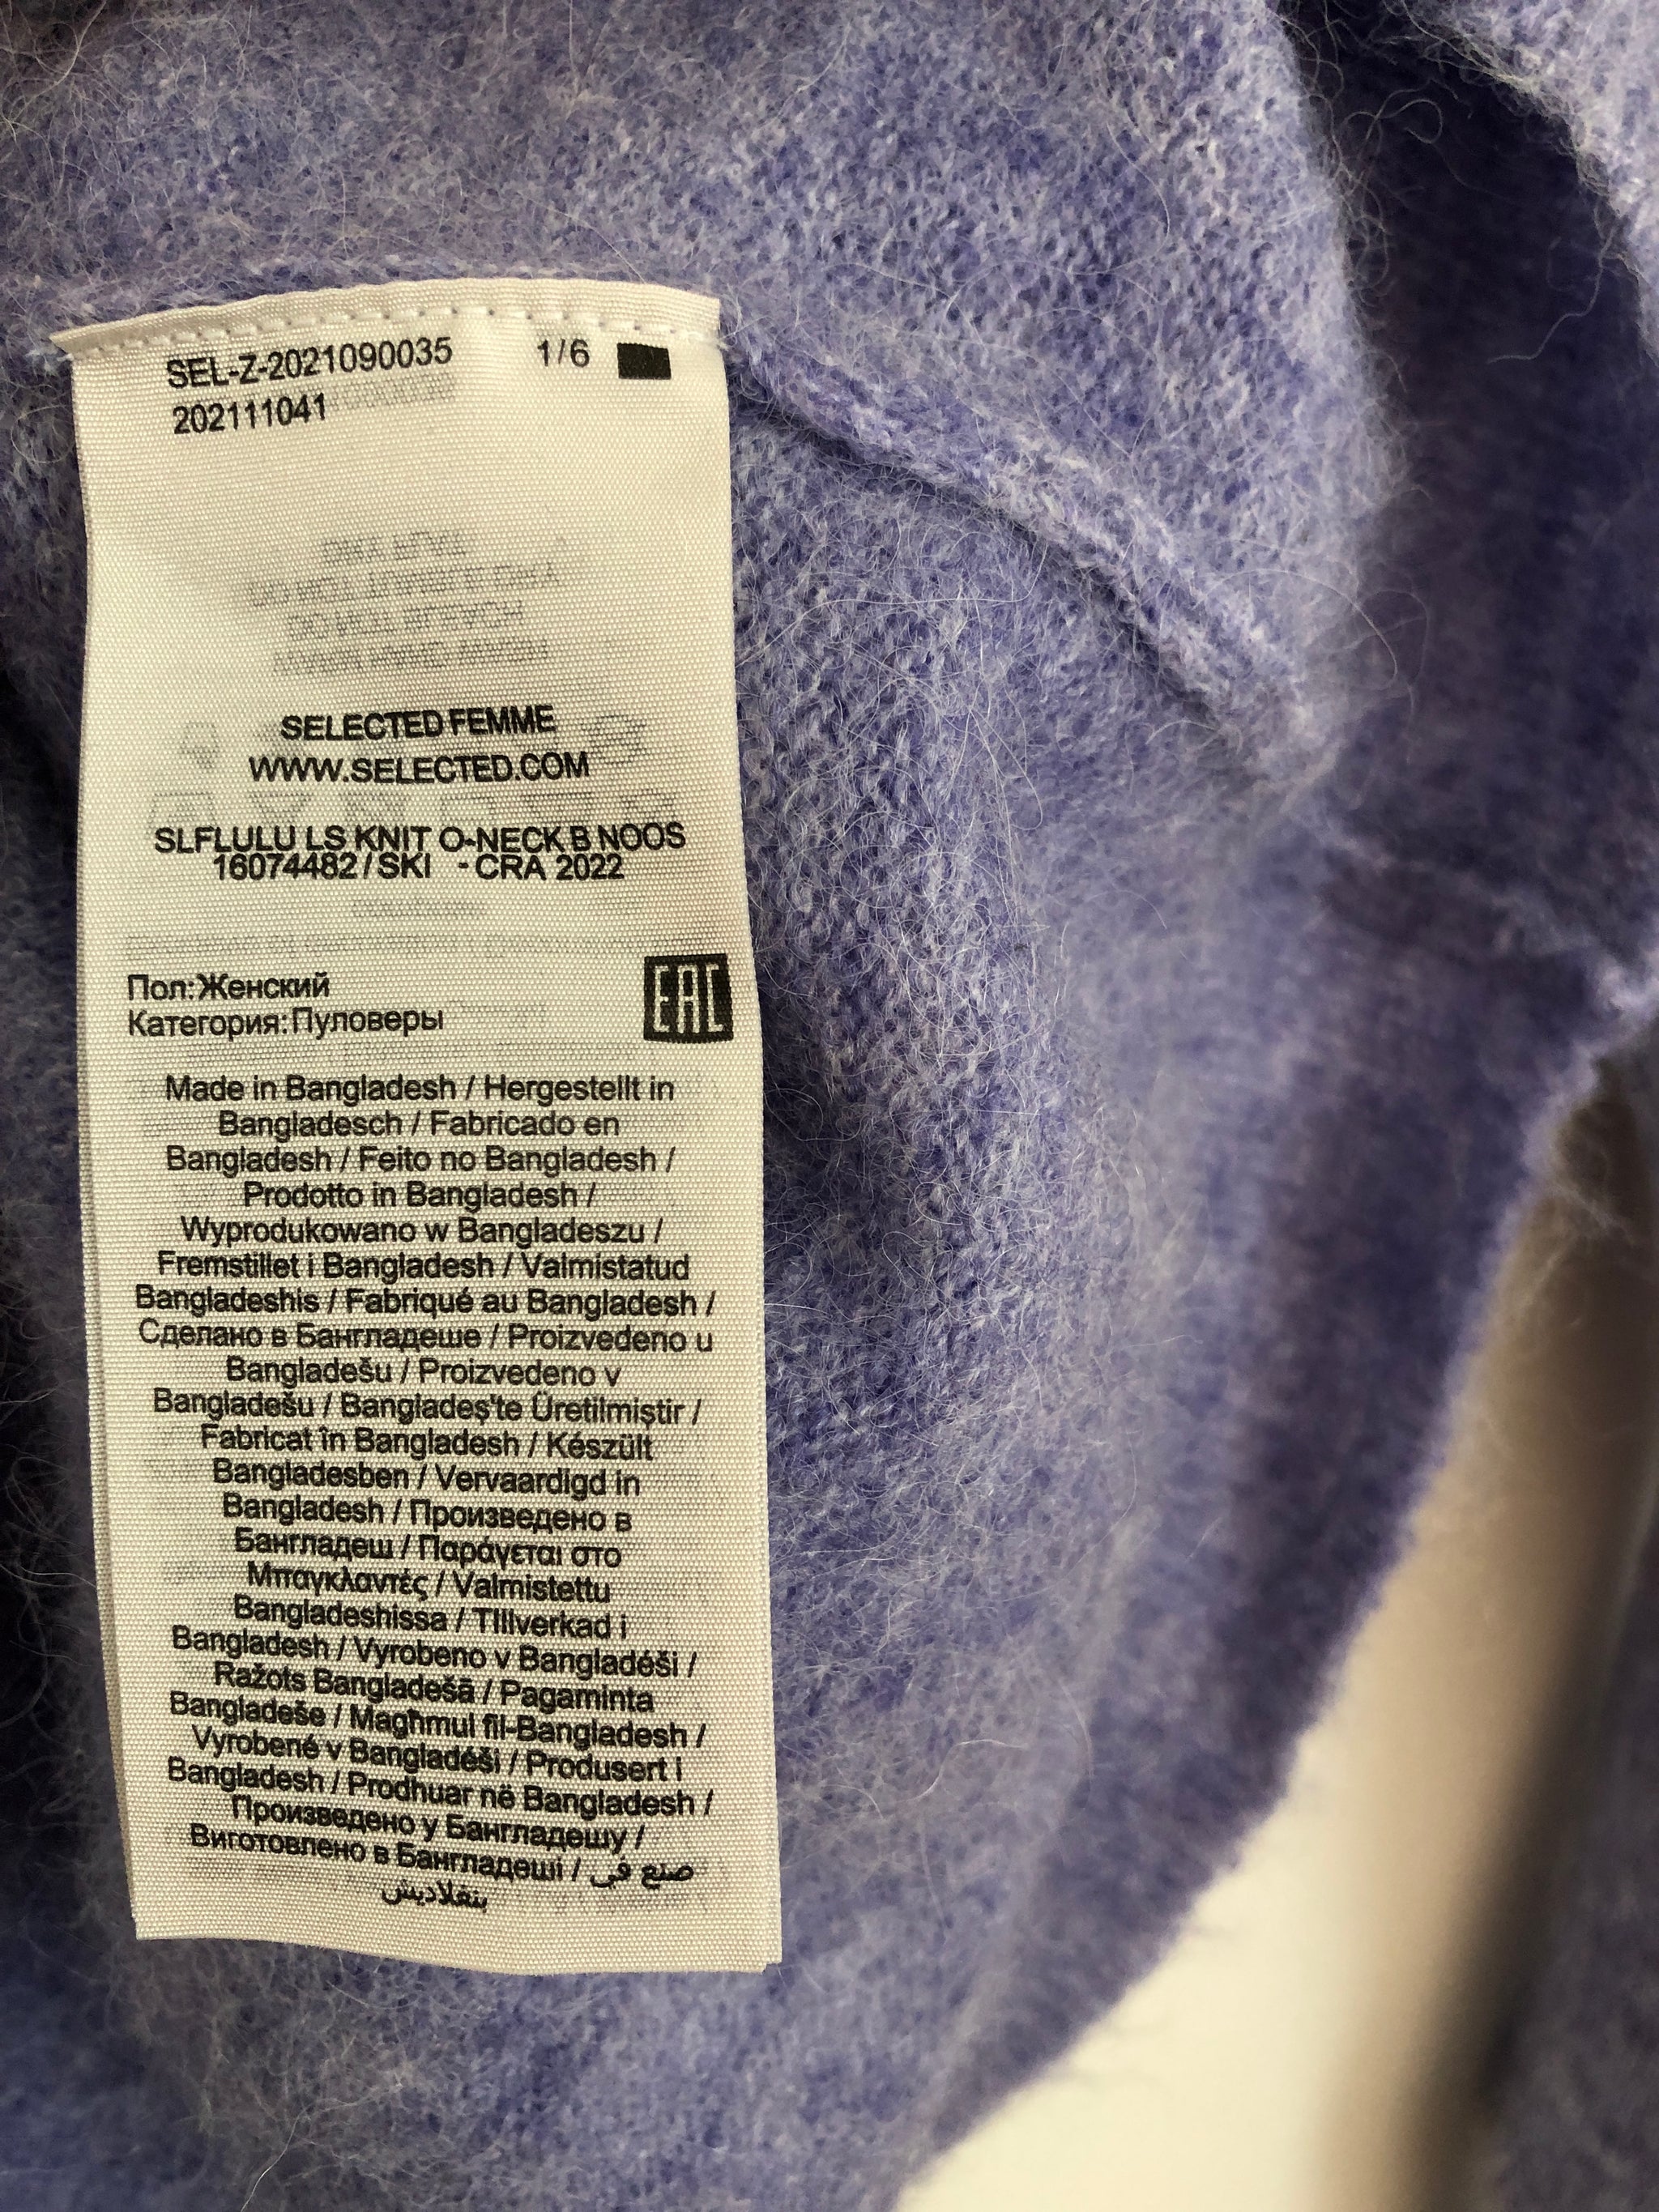 SEL-Z-2021090035 1/6
202111041
SELECTED FEMME
WWW.SELECTED.COM
SLFLULU LS KNIT O-NECK B NOOS
16074482 / SKI - CRA 2022
Пол:Женский
Категория:Пуловеры
EAC
Made in Bangladesh / Hergestellt in
Bangladesch / Fabricado en
Bangladesh / Feito no Bangladesh /
Prodotto in Bangladesh /
Wyprodukowano w Bangladeszu /
Fremstillet i Bangladesh / Valmistatud
Bangladeshis / Fabriqué au Bangladesh /
Сделано в Бангладеше / Proizvedeno u
Bangladešu / Proizvedeno v
Bangladešu / Bangladeş'te Üretilmiştir /
Fabricat în Bangladesh / Készült
Bangladesben / Vervaardigd in
Bangladesh / Произведено в
Бангладеш / Παράγεται στο
Μπαγκλαντές / Valmistettu
Bangladeshissa / TIllverkad i
Bangladesh / Vyrobeno v Bangladéši /
Ražots Bangladešā / Pagaminta
Bangladeše / Magħmul fil-Bangladesh /
Vyrobené v Bangladéši / Produsert i
Bangladesh / Prodhuar në Bangladesh /
Произведено у Бангладешу /
Виготовлено в Бангладеші / صنع في
بنغلاديش